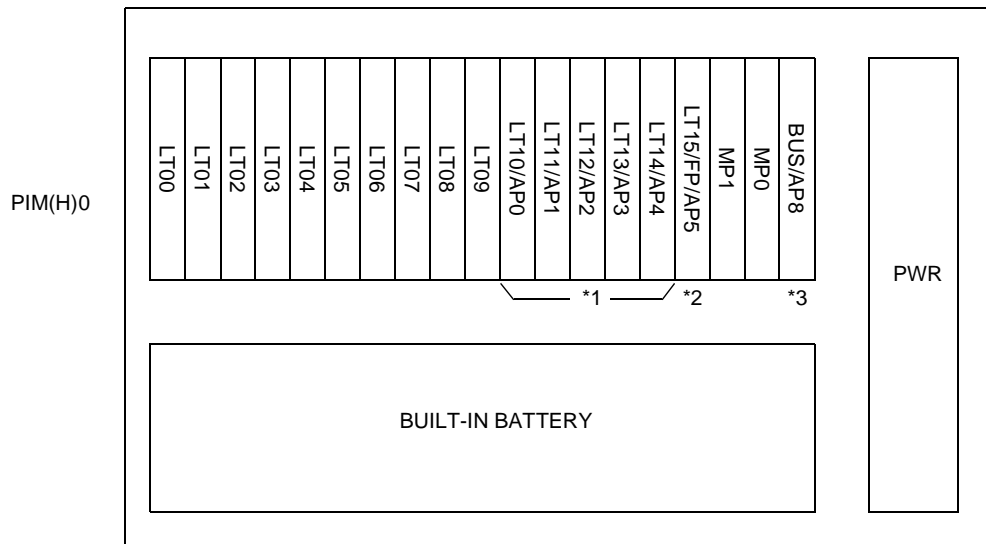 PIM(H)0
LT00
LT01
LT02
LT03
LT04
LT05
LT06
LT07
LT08
LT09
LT10/AP0
LT11/AP1
LT12/AP2
LT13/AP3
LT14/AP4
LT15/FP/AP5
MP1
MP0
BUS/AP8
*1
*2
*3
PWR
BUILT-IN BATTERY